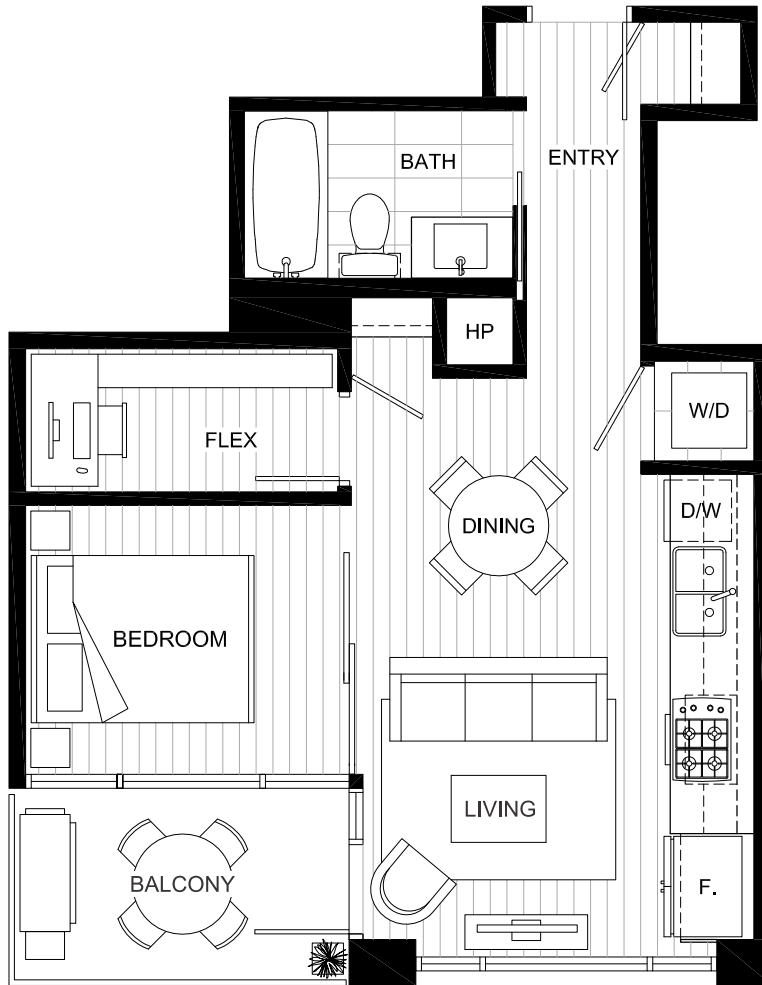 BATH
ENTRY
HP
W/D
FLEX
D/W
DINING
BEDROOM
LIVING
BALCONY
F.